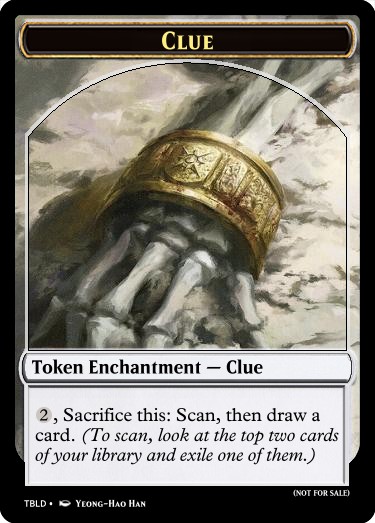 CLUE
Token Enchantment — Clue
2, Sacrifice this: Scan, then draw a
card. (To scan, look at the top two cards
of your library and exile one of them.)
(NOT FOR SALE)
TBLD • YEONG-HAO HAN